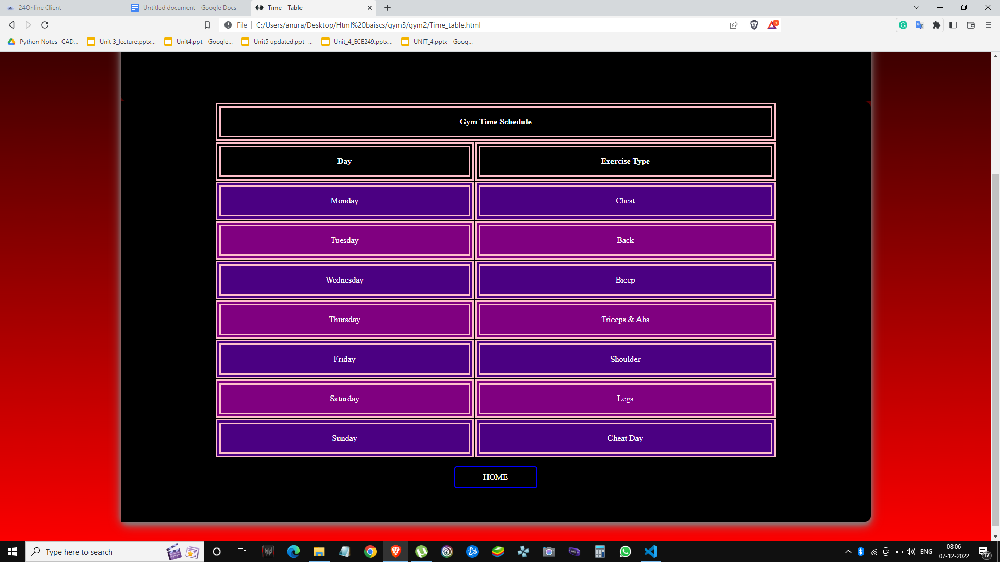 24Online Client
Untitled document - Google Docs
Time - Table
File
C:/Users/anura/Desktop/Html%20baiscs/gym3/gym2/Time_table.html
1
Python Notes- CAD...
Unit 3_lecture.pptx...
Unit4.ppt - Google...
Unit5 updated.ppt -...
Unit_4_ECE249.pptx...
UNIT_4.pptx - Goog...
Gym Time Schedule
Day Exercise Type
Monday Chest
Tuesday Back
Wednesday Bicep
Thursday Triceps & Abs
Friday Shoulder
Saturday Legs
Sunday Cheat Day
HOME
Type here to search
ENG
08:06
07-12-2022
17